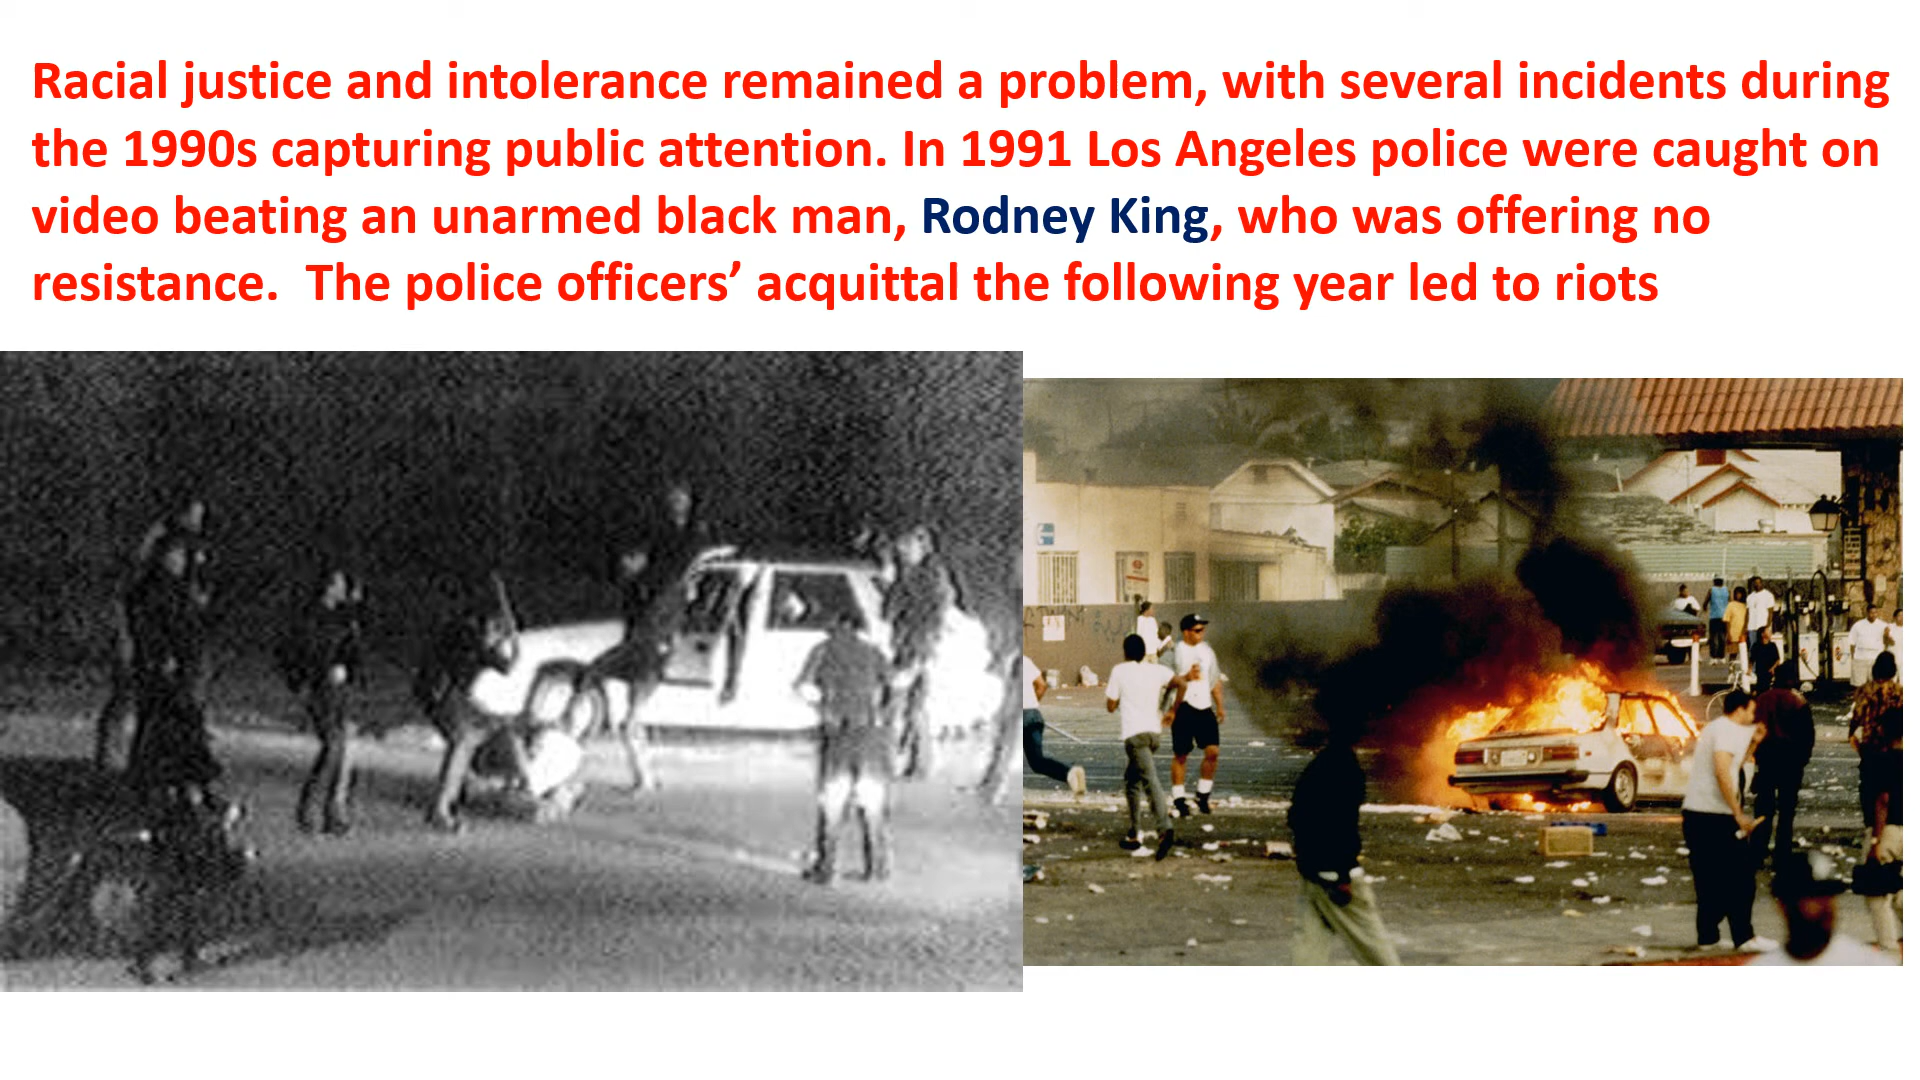 Racial justice and intolerance remained a problem, with several incidents during
the 1990s capturing public attention. In 1991 Los Angeles police were caught on
video beating an unarmed black man, Rodney King, who was offering no
resistance.  The police officers’ acquittal the following year led to riots